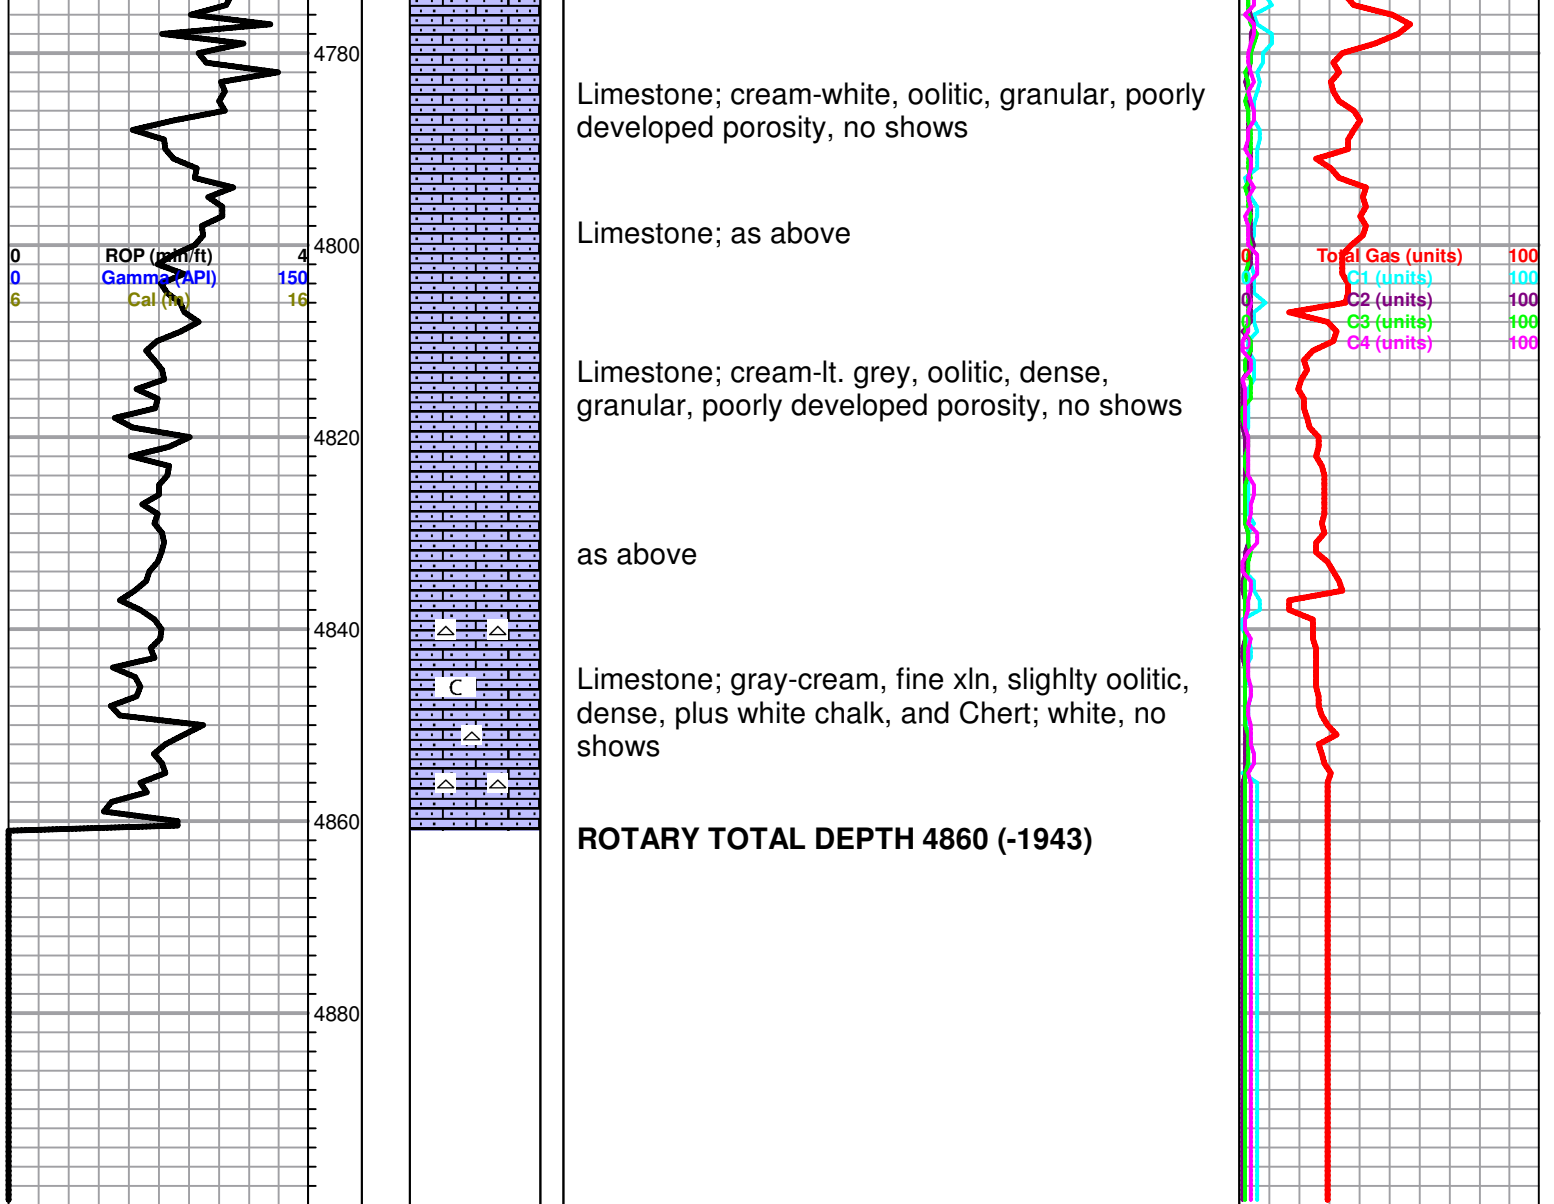 4780
Limestone; cream-white, oolitic, granular, poorly
developed porosity, no shows
Limestone; as above
4800
0 ROP (min/ft) 4
0 Gamma (API) 150
6 Cal (in) 16
0 Total Gas (units) 100
C1 (units) 100
0 C2 (units) 100
C3 (units) 100
C4 (units) 100
Limestone; cream-lt. grey, oolitic, dense,
granular, poorly developed porosity, no shows
4820
as above
4840
C
Limestone; gray-cream, fine xln, slighlty oolitic,
dense, plus white chalk, and Chert; white, no
shows
4860
ROTARY TOTAL DEPTH 4860 (-1943)
4880